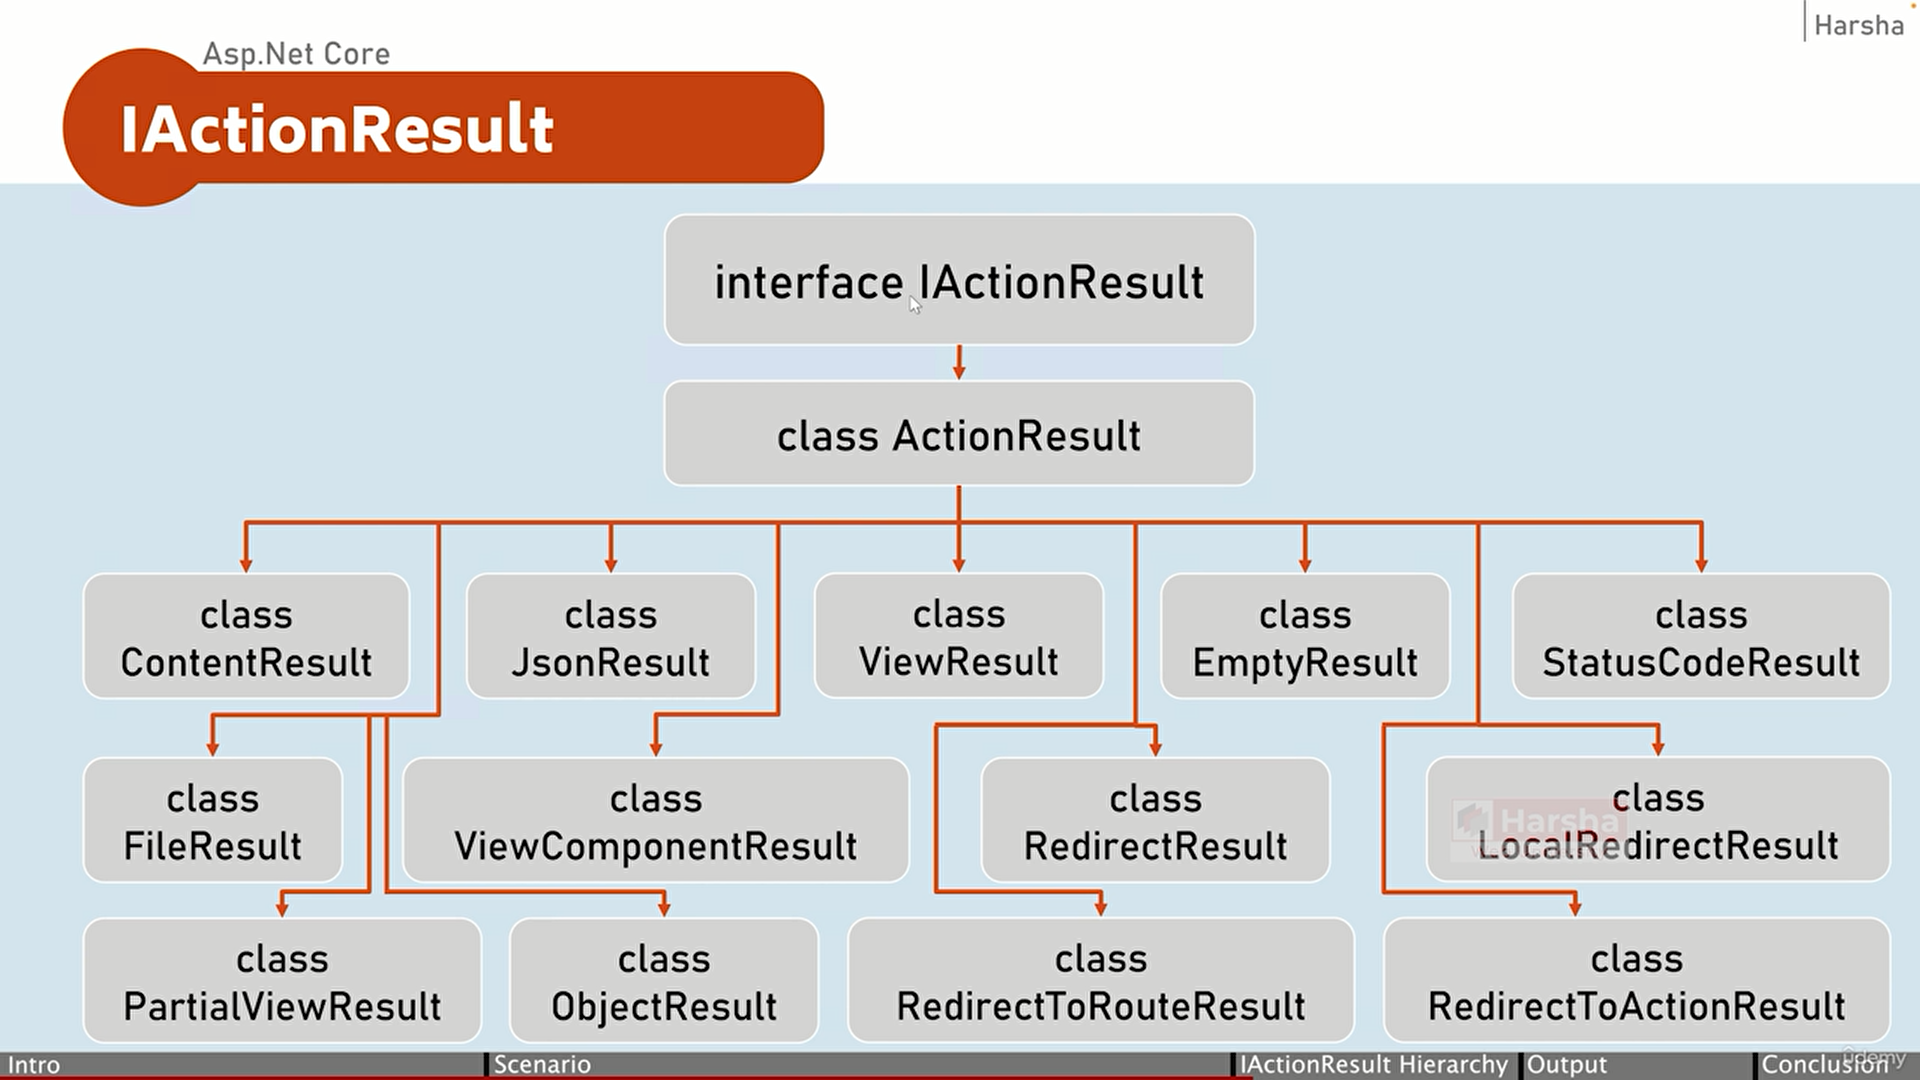 Harsha
Asp.Net Core
IActionResult
interface IActionResult
class ActionResult
class
ContentResult
class
JsonResult
class
ViewResult
class
EmptyResult
class
StatusCodeResult
class
FileResult
class
ViewComponentResult
class
RedirectResult
class
LocalRedirectResult
Harsha
class
PartialViewResult
class
ObjectResult
class
RedirectToRouteResult
class
RedirectToActionResult
Intro
Scenario
IActionResult Hierarchy
Output
Conclusion
ûdemy